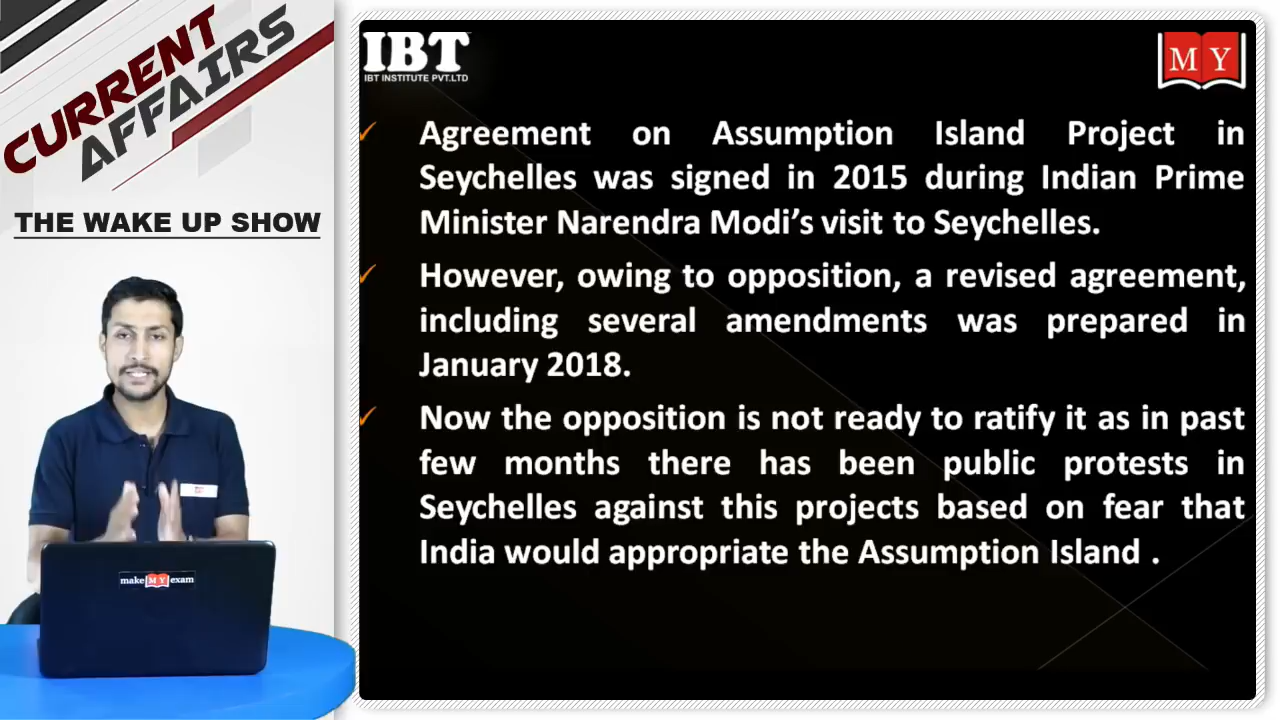 CURRENT
AFFAIRS
THE WAKE UP SHOW
make MY exam
IBT
IBT INSTITUTE PVT.LTD
M Y
Agreement on Assumption Island Project in
Seychelles was signed in 2015 during Indian Prime
Minister Narendra Modi’s visit to Seychelles.
However, owing to opposition, a revised agreement,
including several amendments was prepared in
January 2018.
Now the opposition is not ready to ratify it as in past
few months there has been public protests in
Seychelles against this projects based on fear that
India would appropriate the Assumption Island .